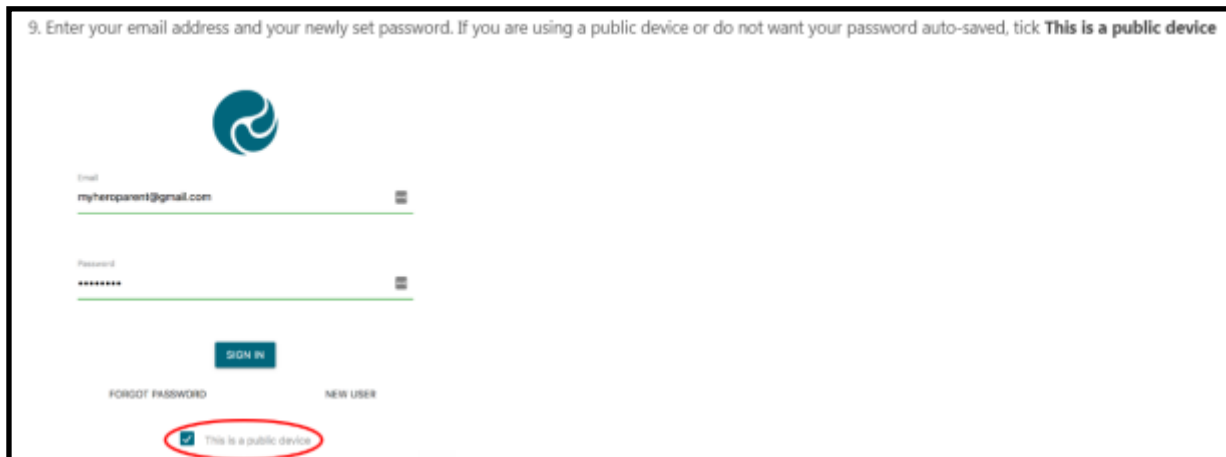 9. Enter your email address and your newly set password. If you are using a public device or do not want your password auto-saved, tick This is a public device
Email
myheroparent@gmail.com
Password
••••••••
SIGN IN
FORGOT PASSWORD NEW USER
This is a public device